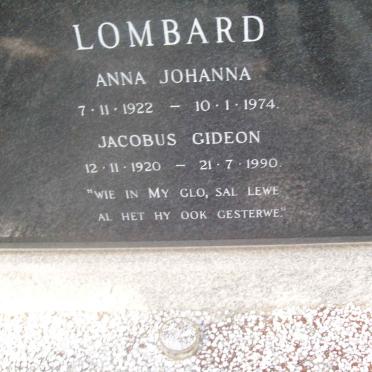 LOMBARD
ANNA JOHANNA
7·11·1922 — 10·1·1974.
JACOBUS GIDEON
12·11·1920 — 21·7·1990.
"WIE IN MY GLO, SAL LEWE
AL HET HY OOK GESTERWE."